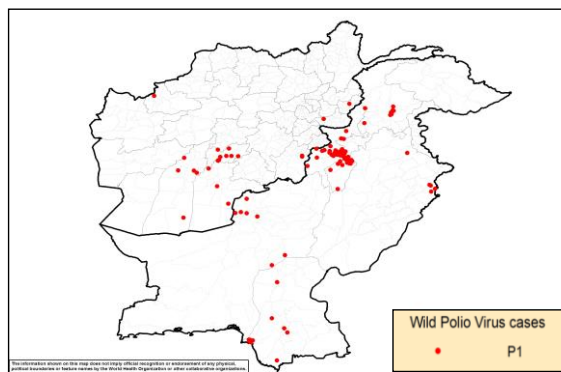 Wild Polio Virus cases
P1
The information shown on this map does not imply official recognition or endorsement of any physical,
political boundaries or feature names by the World Health Organization or other collaborative organizations.